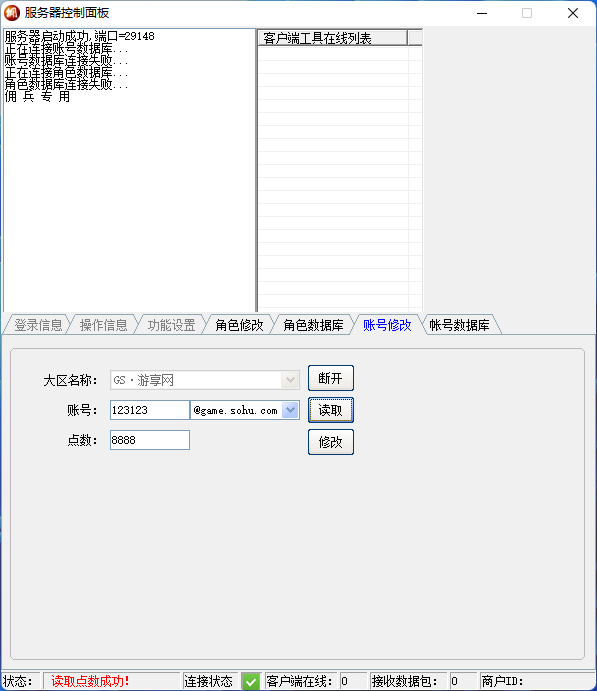 服务器控制面板
服务器启动成功,端口=29148
正在连接账号数据库...
账号数据库连接失败...
正在连接角色数据库...
角色数据库连接失败...
佣 兵 专 用
客户端工具在线列表
登录信息 操作信息 功能设置 角色修改 角色数据库 账号修改 帐号数据库
大区名称: GS·游享网 断开
账号: 123123 @game.sohu.com 读取
点数: 8888 修改
状态: 读取点数成功! 连接状态 客户端在线: 0 接收数据包: 0 商户ID: